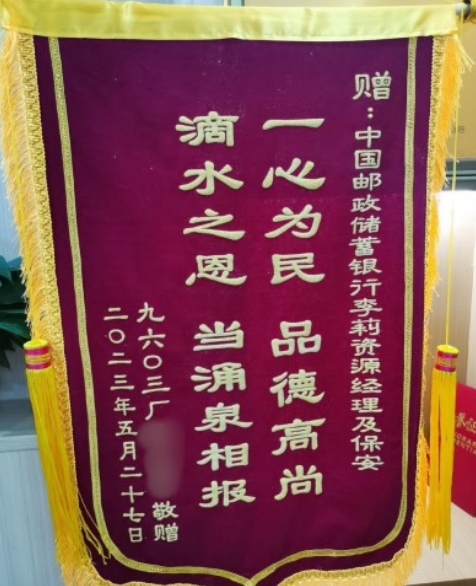 赠：中国邮政储蓄银行李莉资源经理及保安
一心为民 品德高尚
滴水之恩 当涌泉相报
九六〇三厂 敬赠
二〇二三年五月二十七日